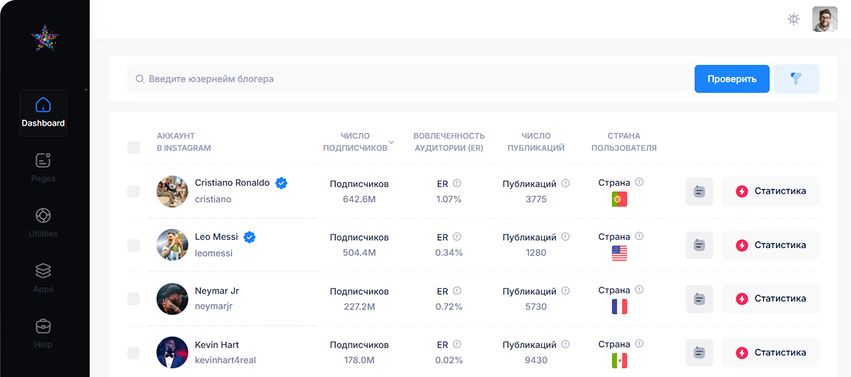 Введите юзернейм блогера
Проверить
Dashboard
Pages
Utilities
Apps
Help
АККАУНТ
В INSTAGRAM
ЧИСЛО
ПОДПИСЧИКОВ
ВОВЛЕЧЕННОСТЬ
АУДИТОРИИ (ER)
ЧИСЛО
ПУБЛИКАЦИЙ
СТРАНА
ПОЛЬЗОВАТЕЛЯ
Cristiano Ronaldo
cristiano
Подписчиков
642.6M
ER
1.07%
Публикаций
3775
Страна
Статистика
Leo Messi
leomessi
Подписчиков
504.4M
ER
0.34%
Публикаций
1280
Страна
Статистика
Neymar Jr
neymarjr
Подписчиков
227.2M
ER
0.72%
Публикаций
5730
Страна
Статистика
Kevin Hart
kevinhart4real
Подписчиков
178.0M
ER
0.02%
Публикаций
9430
Страна
Статистика